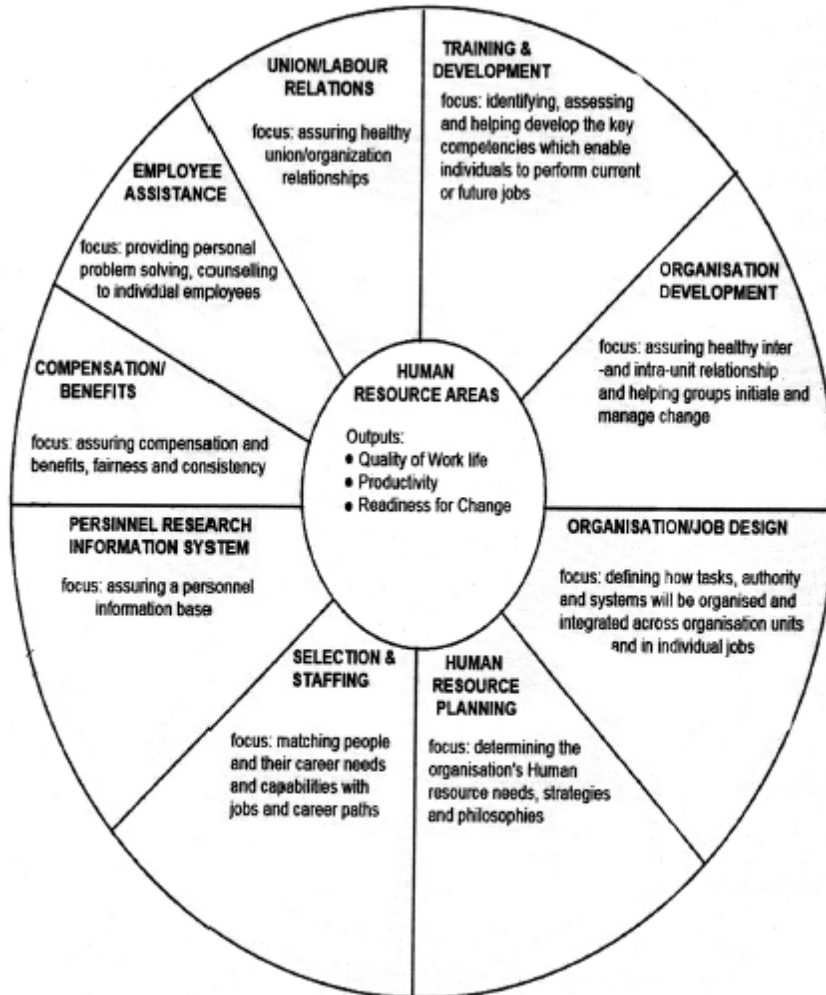 UNION/LABOUR
RELATIONS
focus: assuring healthy
union/organization
relationships
TRAINING &
DEVELOPMENT
focus: identifying, assessing
and helping develop the key
competencies which enable
individuals to perform current
or future jobs
ORGANISATION
DEVELOPMENT
focus: assuring healthy inter
-and intra-unit relationship
and helping groups initiate and
manage change
ORGANISATION/JOB DESIGN
focus: defining how tasks, authority
and systems will be organised and
integrated across organisation units
and in individual jobs
HUMAN
RESOURCE
PLANNING
focus: determining the
organisation's Human
resource needs, strategies
and philosophies
SELECTION &
STAFFING
focus: matching people
and their career needs
and capabilities with
jobs and career paths
PERSINNEL RESEARCH
INFORMATION SYSTEM
focus: assuring a personnel
information base
COMPENSATION/
BENEFITS
focus: assuring compensation and
benefits, fairness and consistency
EMPLOYEE
ASSISTANCE
focus: providing personal
problem solving, counselling
to individual employees
HUMAN
RESOURCE AREAS
Outputs:
● Quality of Work life
● Productivity
● Readiness for Change